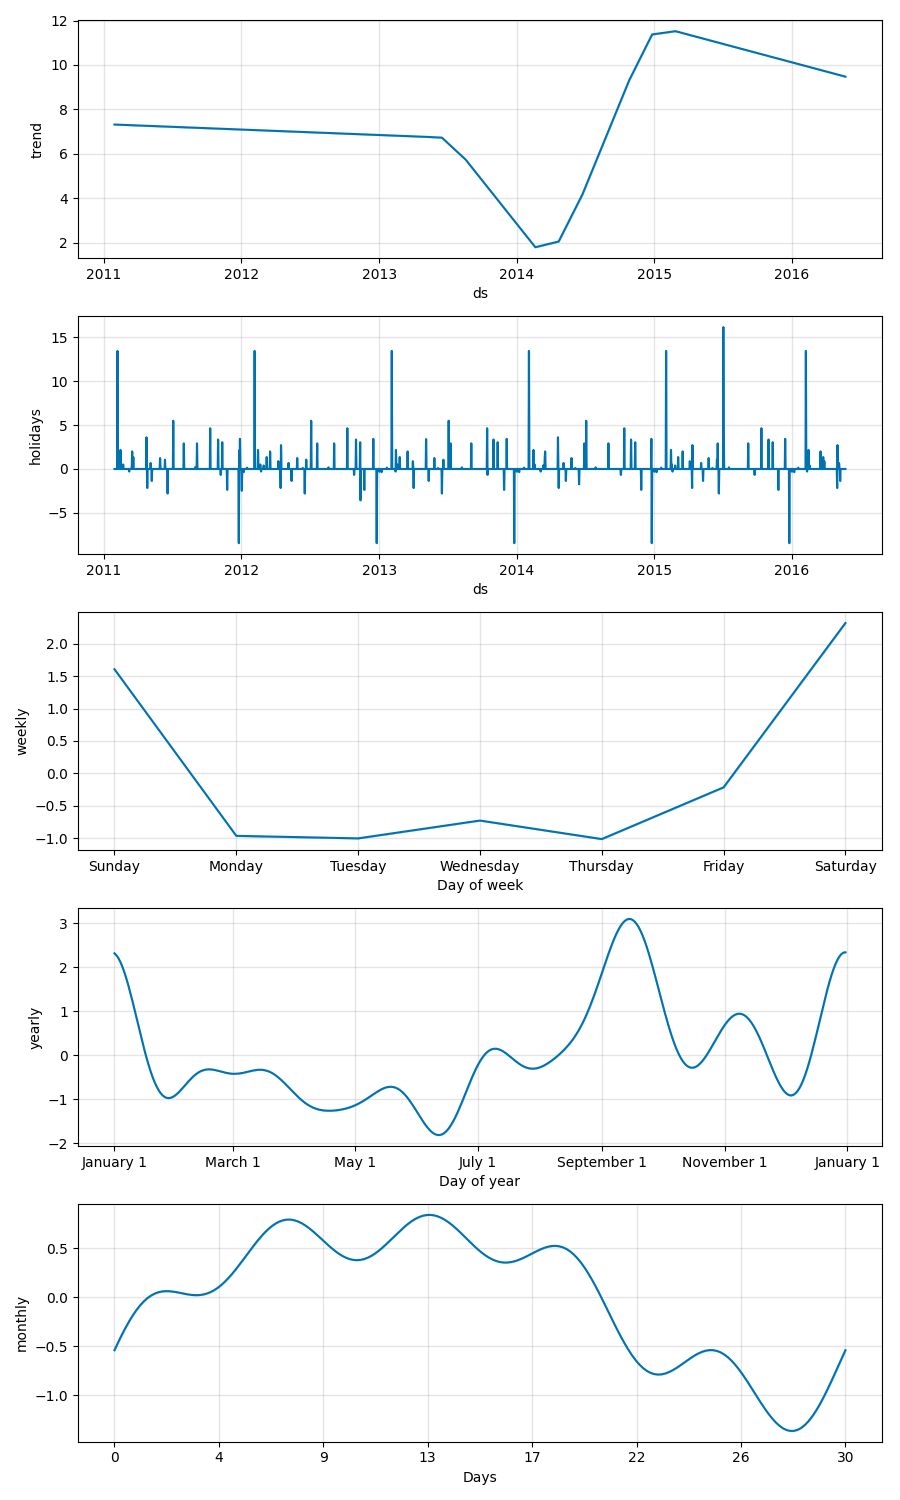 12
10
8
6
4
2
trend
2011 2012 2013 2014 2015 2016
ds
15
10
5
0
−5
holidays
2011 2012 2013 2014 2015 2016
ds
2.0
1.5
1.0
0.5
0.0
−0.5
−1.0
weekly
Sunday Monday Tuesday Wednesday Thursday Friday Saturday
Day of week
3
2
1
0
−1
−2
yearly
January 1 March 1 May 1 July 1 September 1 November 1 January 1
Day of year
0.5
0.0
−0.5
−1.0
monthly
0 4 9 13 17 22 26 30
Days